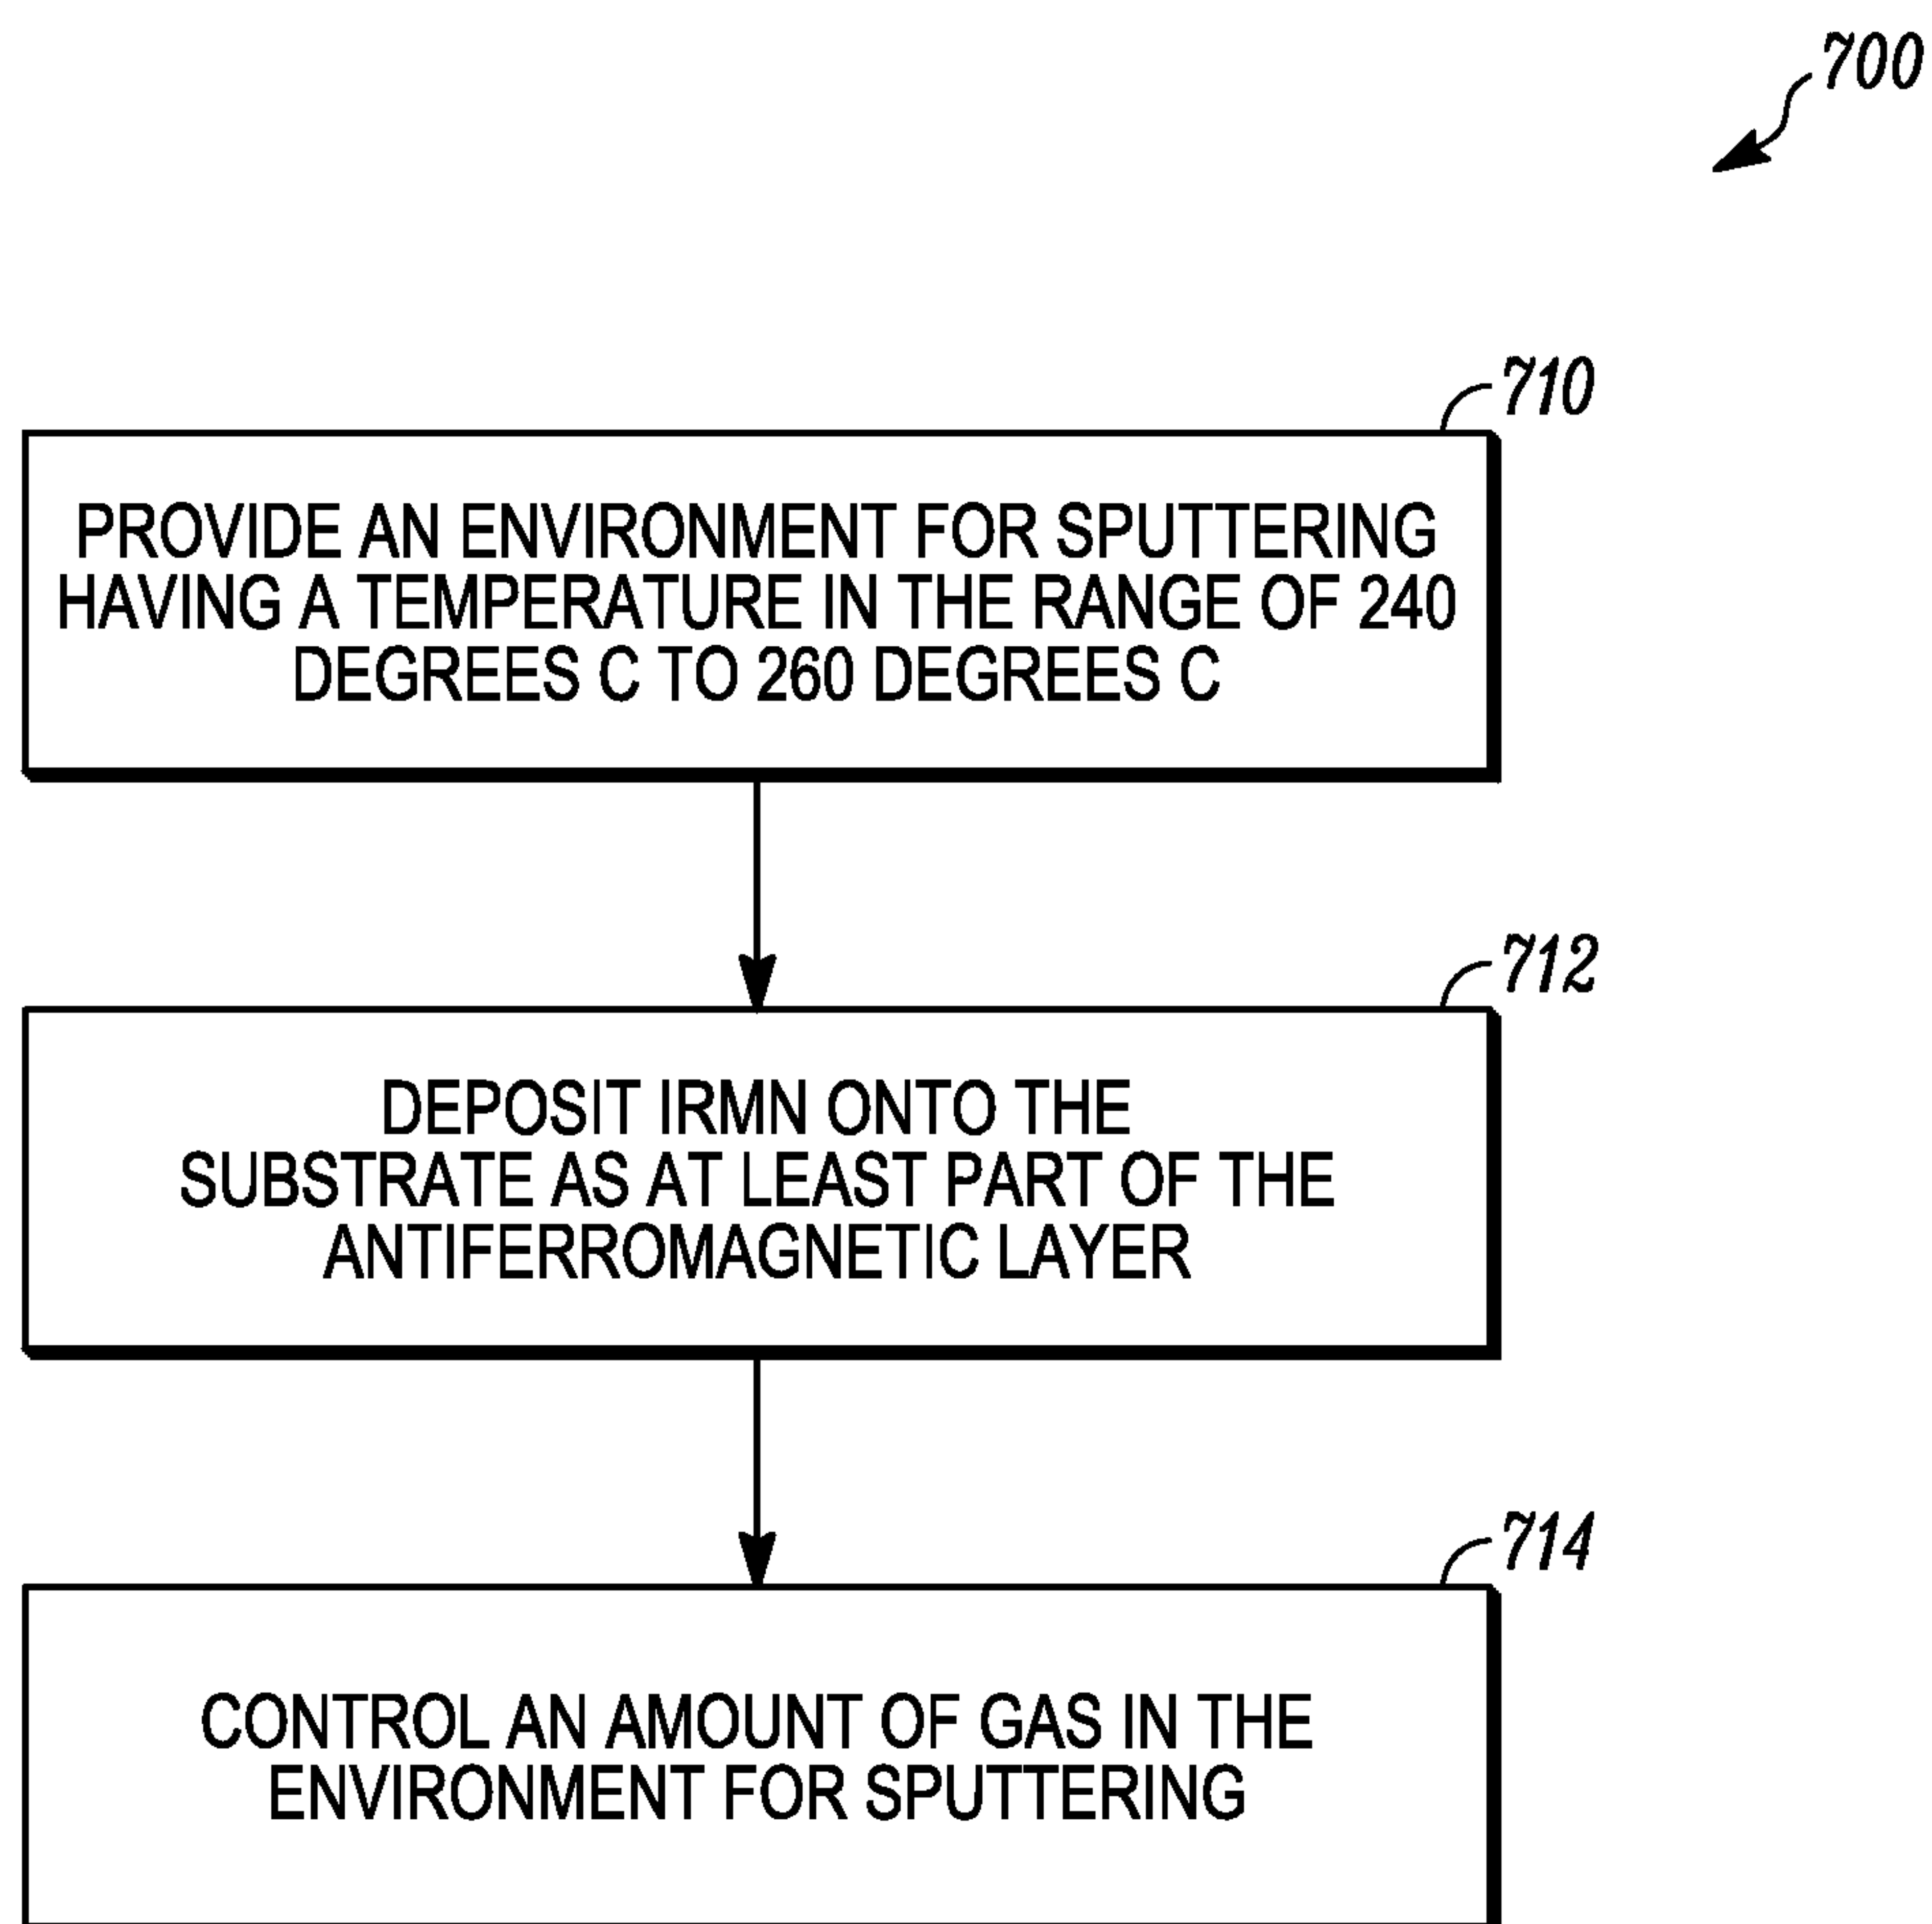 700
710
PROVIDE AN ENVIRONMENT FOR SPUTTERING
HAVING A TEMPERATURE IN THE RANGE OF 240
DEGREES C TO 260 DEGREES C
712
DEPOSIT IRMN ONTO THE
SUBSTRATE AS AT LEAST PART OF THE
ANTIFERROMAGNETIC LAYER
714
CONTROL AN AMOUNT OF GAS IN THE
ENVIRONMENT FOR SPUTTERING